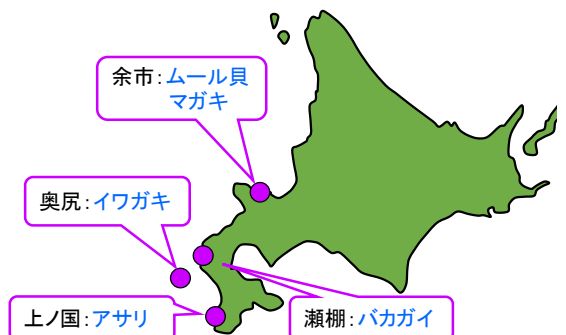 余市:ムール貝
マガキ
奥尻:イワガキ
上ノ国:アサリ
瀬棚:バカガイ